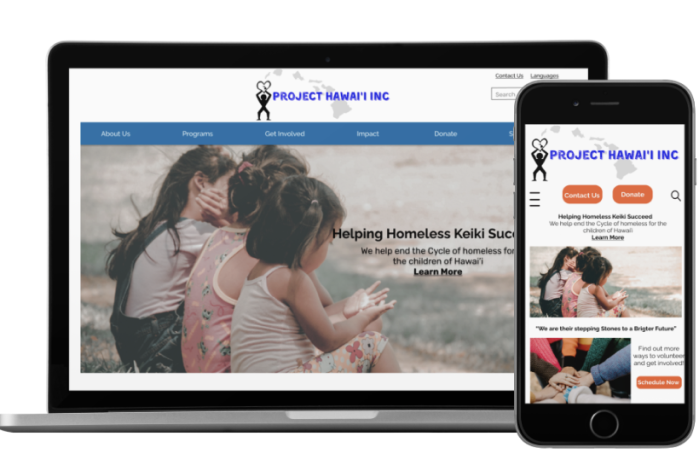 Contact Us Languages
PROJECT HAWAI'I INC
Search
About Us Programs Get Involved Impact Donate
Helping Homeless Keiki
We help end the Cycle of homeless
the children of Hawai'i
Learn More
PROJECT HAWAI'I INC
Contact Us Donate
Helping Homeless Keiki Succeed
We help end the Cycle of homeless for the
children of Hawaii
Learn More
"We are their stepping Stones to a Brigter Future"
Find out more
ways to volunteer
and get involved!
Schedule Now